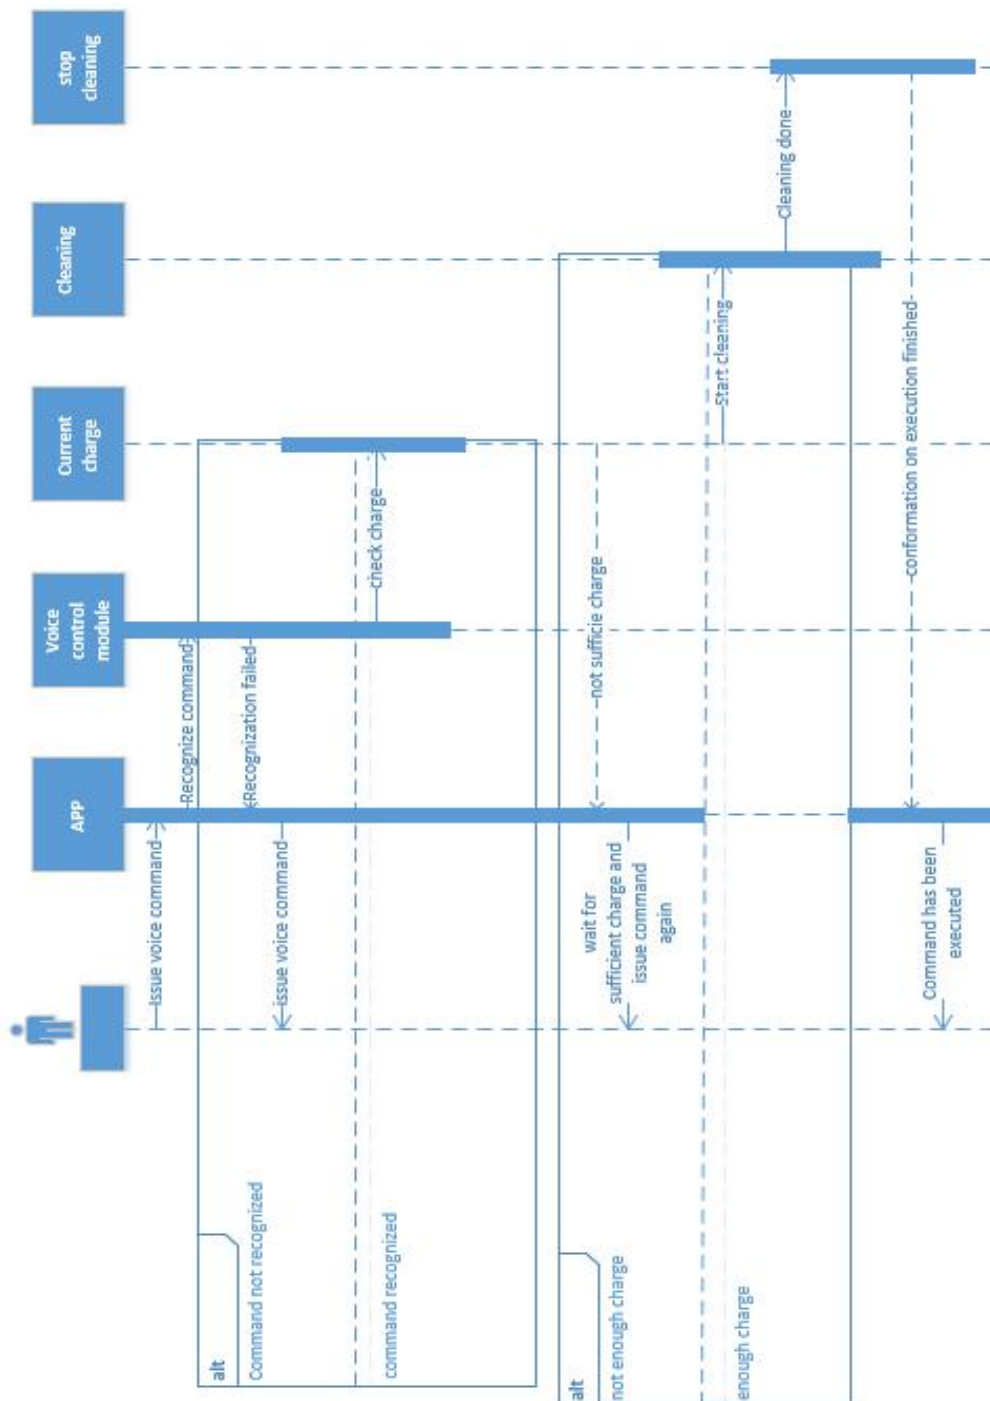 APP
Voice
control
module
Current
charge
Cleaning
stop
cleaning
Issue voice command
Recognize command
alt
Command not recognized
Recognization failed
issue voice command
command recognized
check charge
alt
not enough charge
not sufficie charge
wait for
sufficient charge and
issue command
again
enough charge
Start cleaning
Cleaning done
conformation on execution finished
Command has been
executed